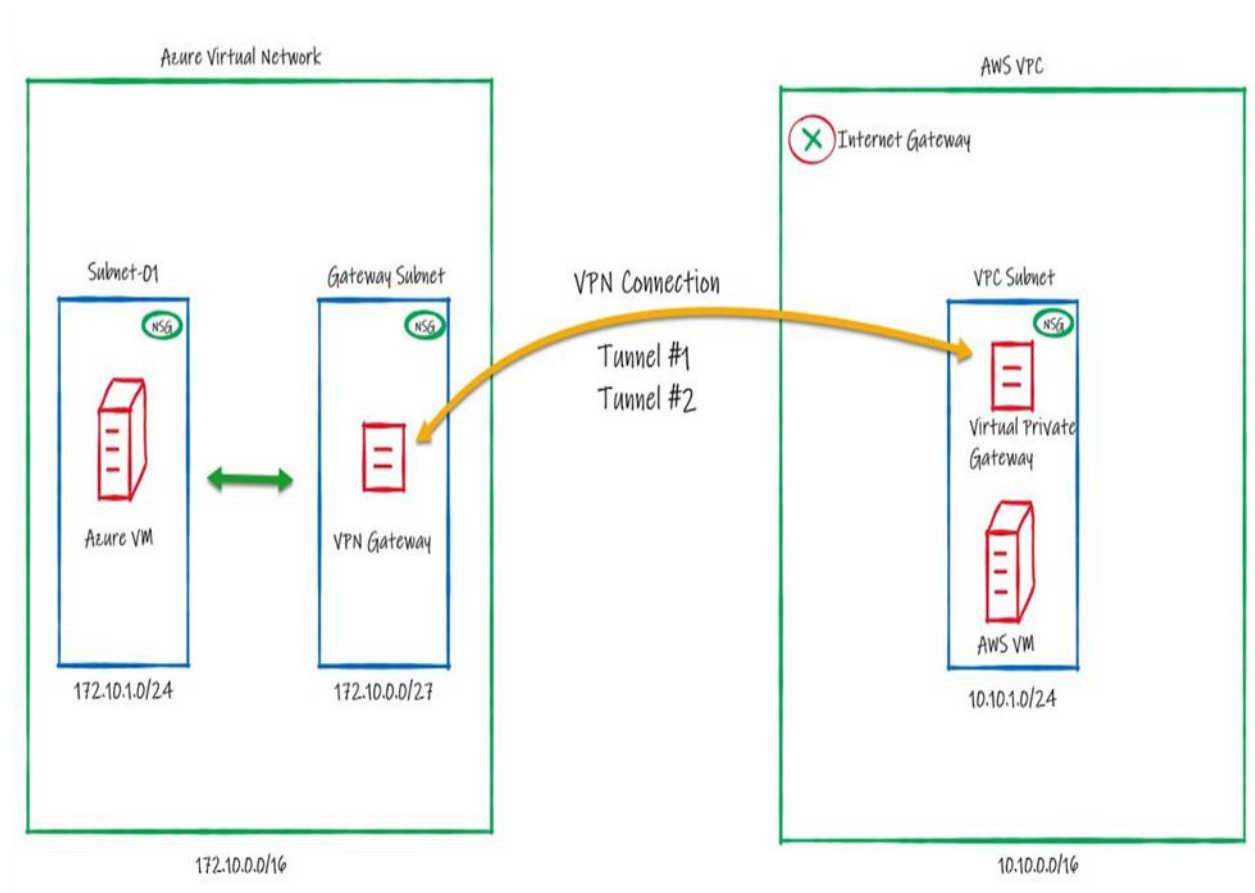 Azure Virtual Network
AWS VPC
Internet Gateway
Subnet-01
Gateway Subnet
VPN Connection
VPC Subnet
NSG
NSG
NSG
Tunnel #1
Tunnel #2
Virtual Private
Gateway
Azure VM
VPN Gateway
AWS VM
172.10.1.0/24
172.10.0.0/27
10.10.1.0/24
172.10.0.0/16
10.10.0.0/16